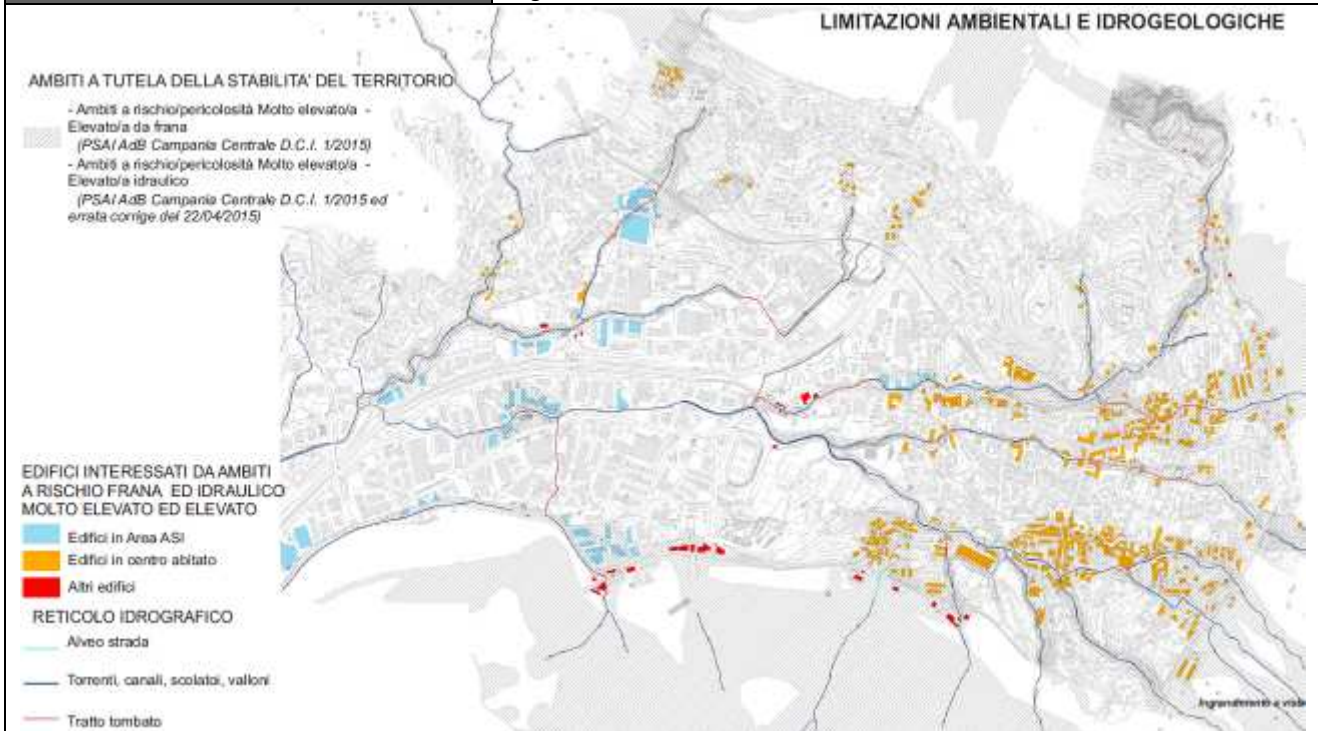 LIMITAZIONI AMBIENTALI E IDROGEOLOGICHE
AMBITI A TUTELA DELLA STABILITA' DEL TERRITORIO
- Ambiti a rischio/pericolosità Molto elevato/a -
Elevato/a da frana
(PSAI AdB Campania Centrale D.C.I. 1/2015)
- Ambiti a rischio/pericolosità Molto elevato/a -
Elevato/a idraulico
(PSAI AdB Campania Centrale D.C.I. 1/2015 ed
errata corrige del 22/04/2015)
EDIFICI INTERESSATI DA AMBITI
A RISCHIO FRANA ED IDRAULICO
MOLTO ELEVATO ED ELEVATO
Edifici in Area ASI
Edifici in centro abitato
Altri edifici
RETICOLO IDROGRAFICO
Alveo strada
Torrenti, canali, scolatoi, valloni
Tratto tombato
Ingrandimento a